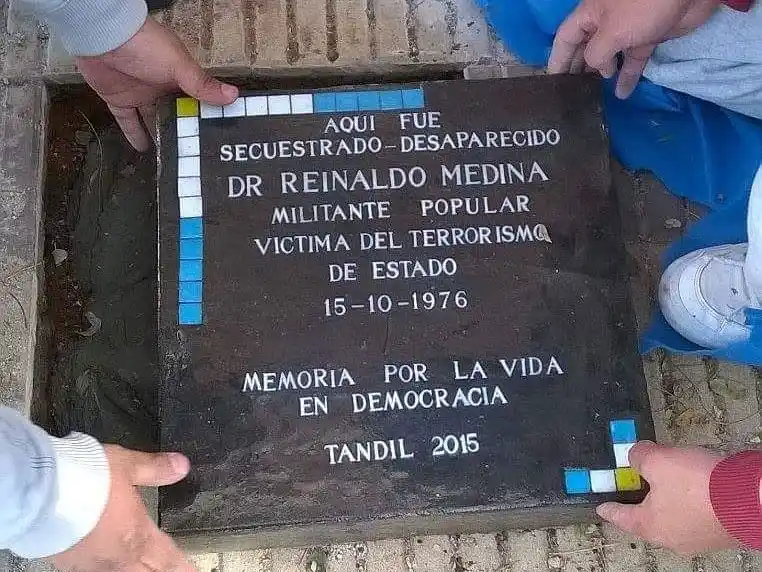 AQUI FUE
SECUESTRADO-DESAPARECIDO
DR REINALDO MEDINA
MILITANTE POPULAR
VICTIMA DEL TERRORISMO
DE ESTADO
15-10-1976
MEMORIA POR LA VIDA
EN DEMOCRACIA
TANDIL 2015